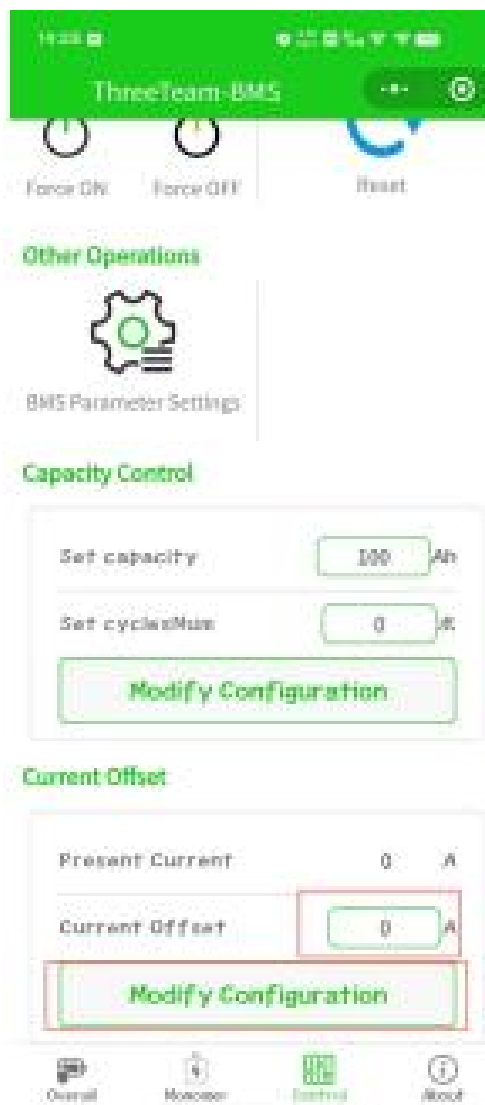 ThreeTeam-BMS
Force ON Force OFF Reset
Other Operations
BMS Parameter Settings
Capacity Control
Set capacity 100 Ah
Set cyclesNum 0
Modify Configuration
Current Offset
Present Current 0 A
Current Offset 0 A
Modify Configuration
Overall Control About